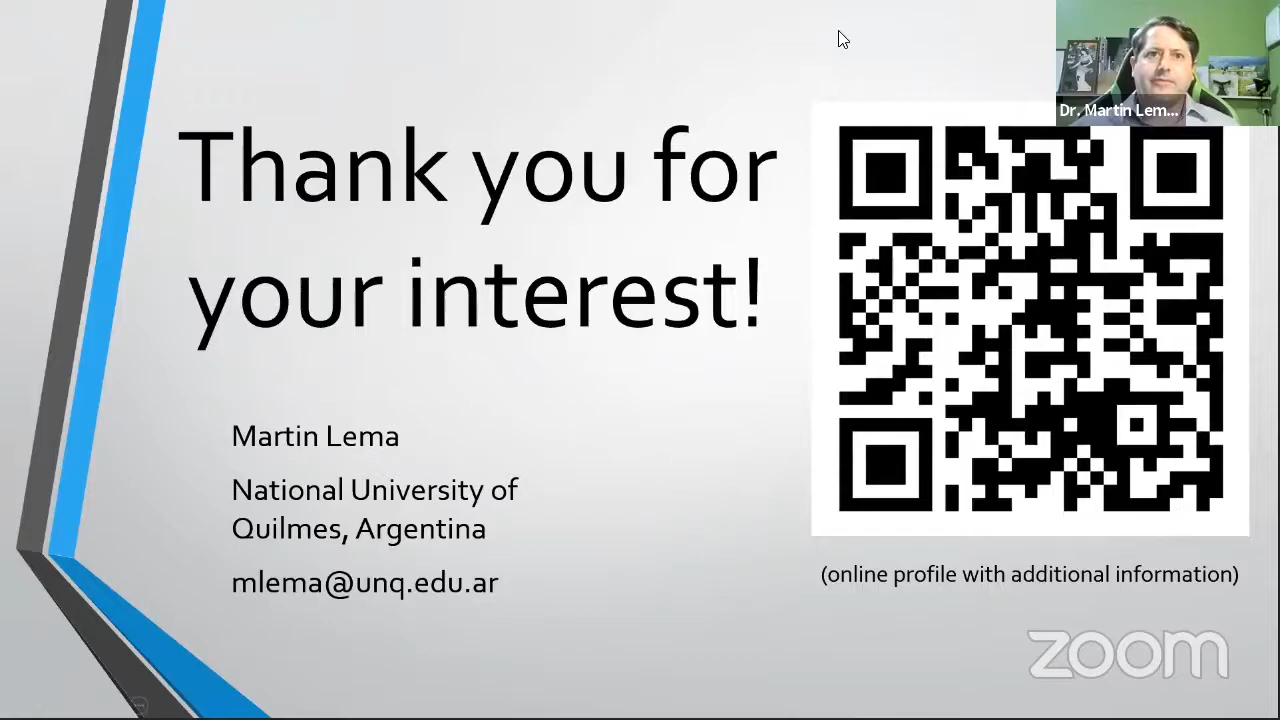 Dr. Martin Lem...
Thank you for
your interest!
Martin Lema
National University of
Quilmes, Argentina
mlema@unq.edu.ar
(online profile with additional information)
zoom